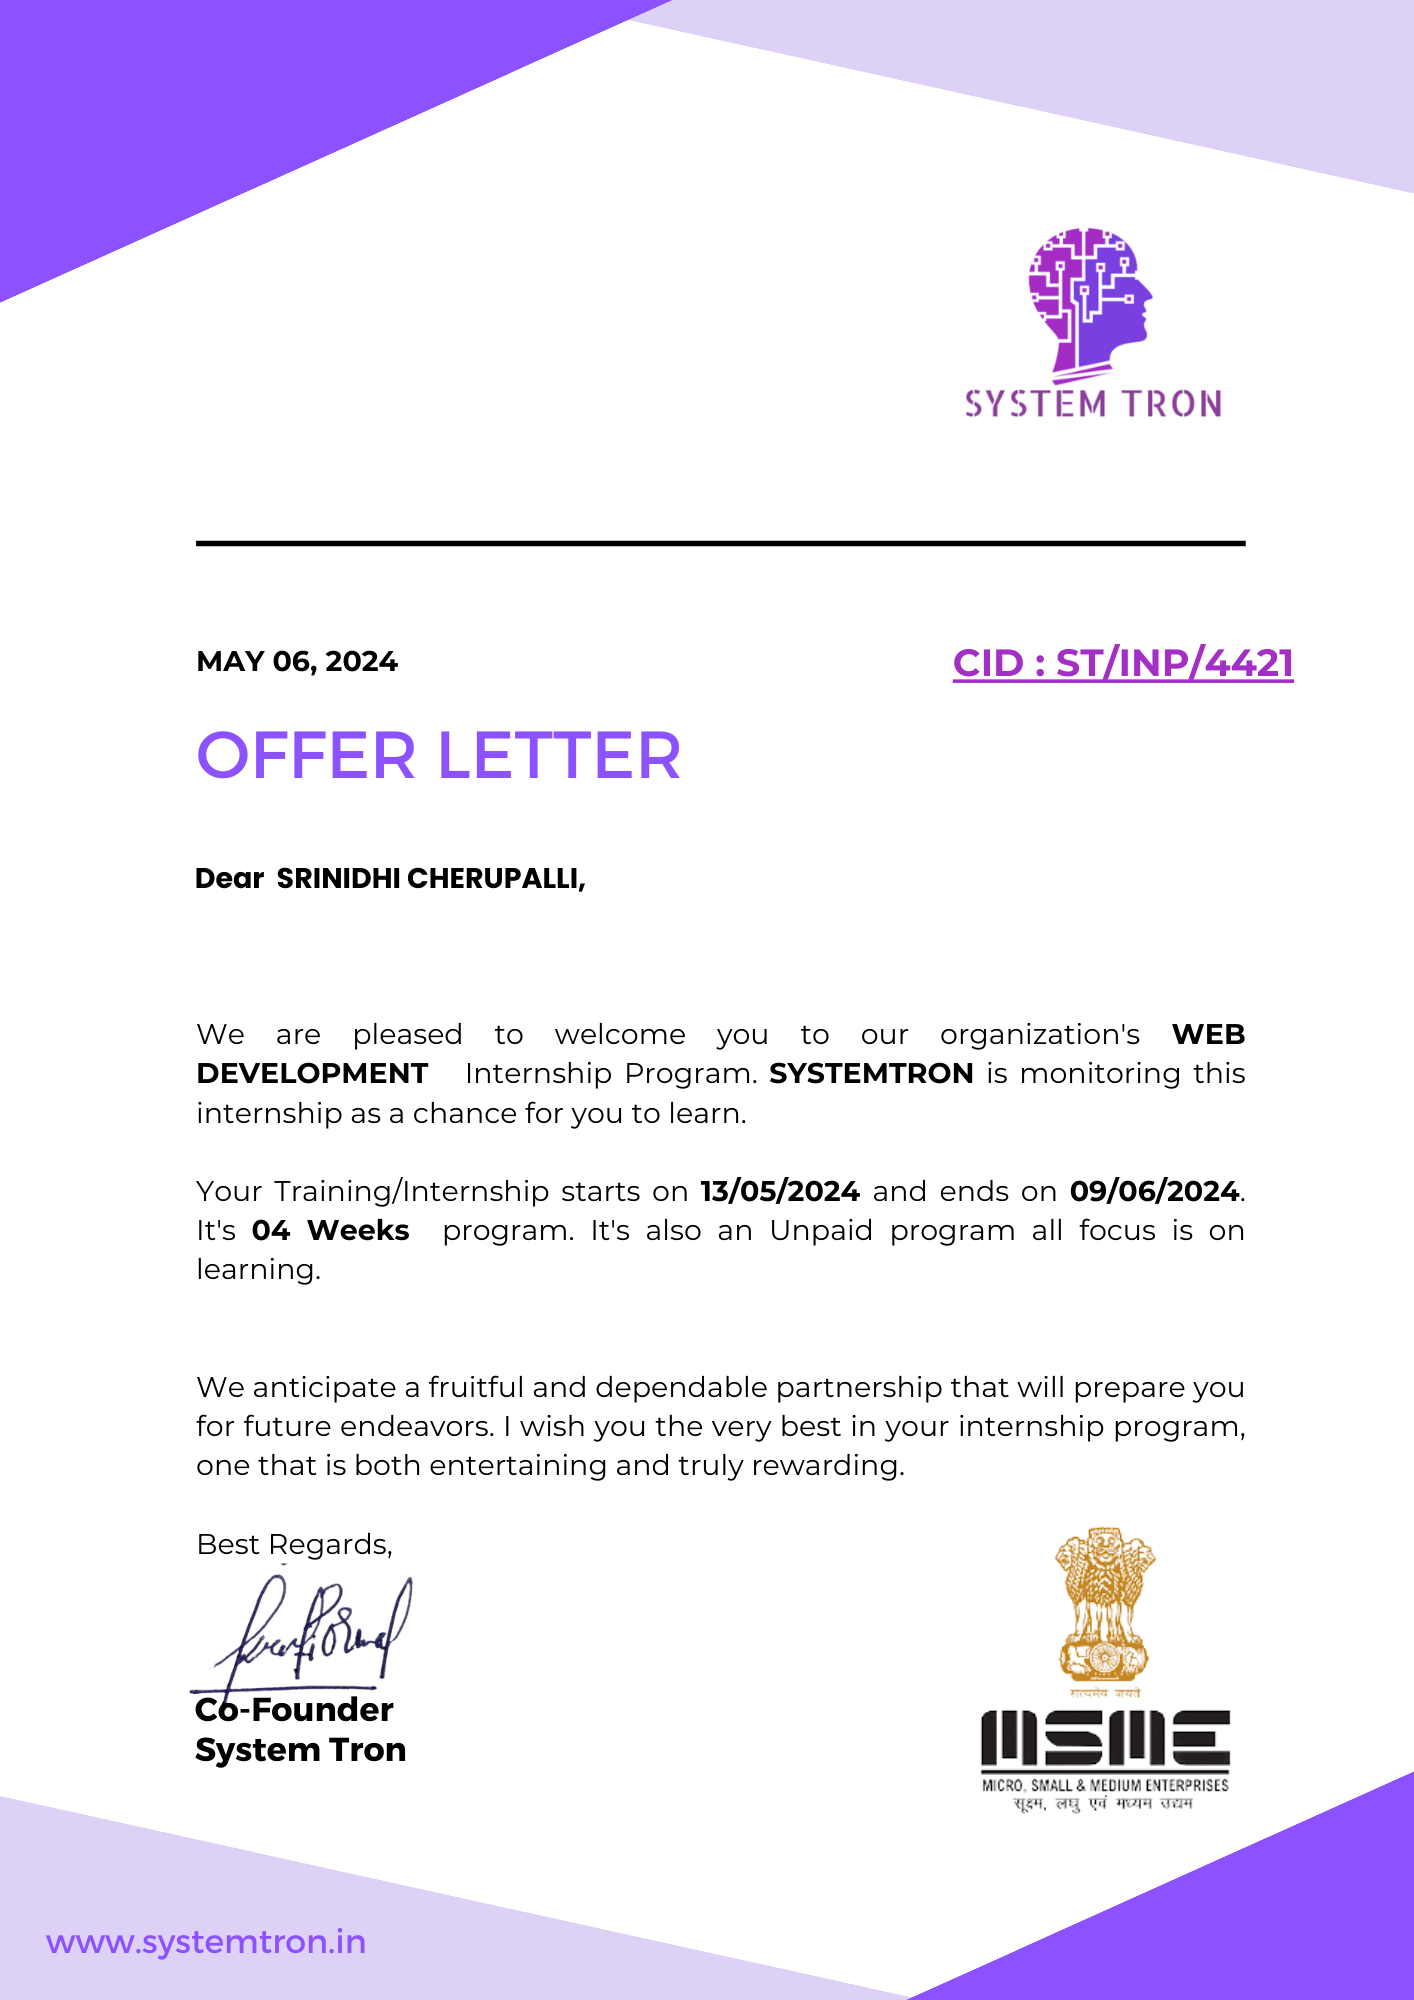 SYSTEM TRON
MAY 06, 2024
CID : ST/INP/4421
OFFER LETTER
Dear SRINIDHI CHERUPALLI,
We are pleased to welcome you to our organization's WEB
DEVELOPMENT Internship Program. SYSTEMTRON is monitoring this
internship as a chance for you to learn.
Your Training/Internship starts on 13/05/2024 and ends on 09/06/2024.
It's 04 Weeks program. It's also an Unpaid program all focus is on
learning.
We anticipate a fruitful and dependable partnership that will prepare you
for future endeavors. I wish you the very best in your internship program,
one that is both entertaining and truly rewarding.
Best Regards,
Co-Founder
System Tron
सत्यमेव जयते
MSME
MICRO, SMALL & MEDIUM ENTERPRISES
सूक्ष्म, लघु एवं मध्यम उद्यम
www.systemtron.in